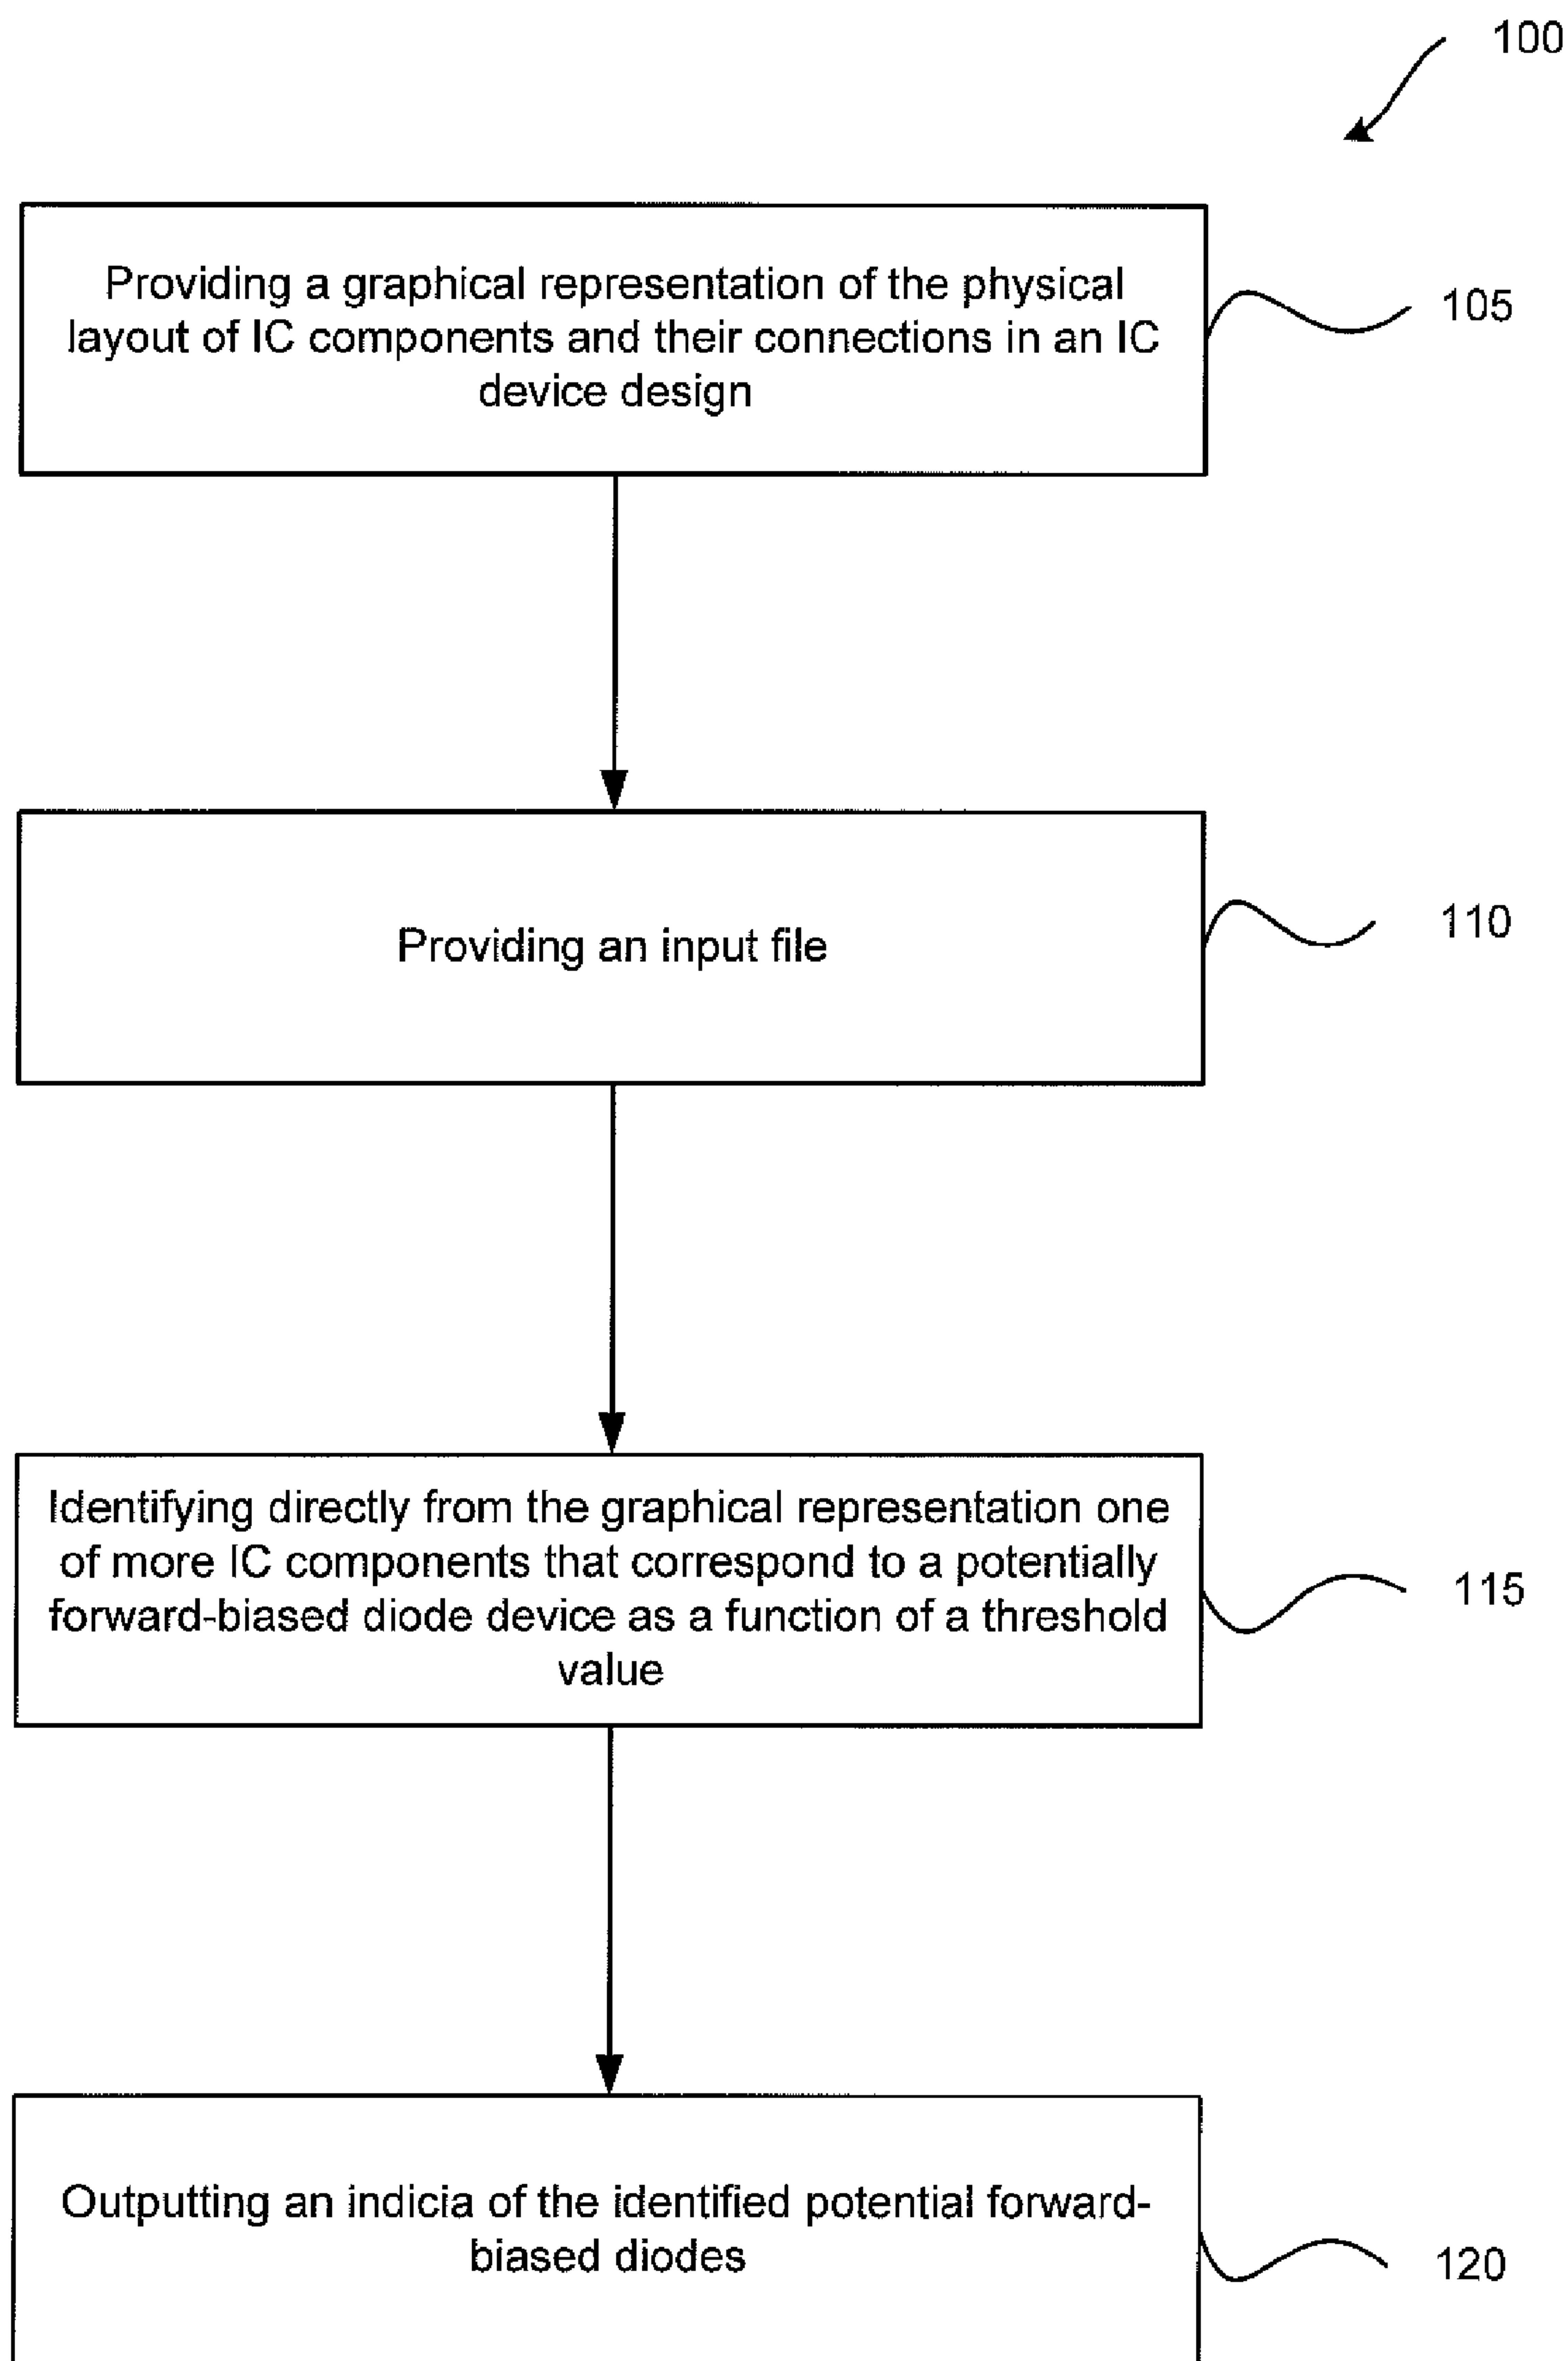 100
Providing a graphical representation of the physical
layout of IC components and their connections in an IC
device design
105
Providing an input file
110
Identifying directly from the graphical representation one
of more IC components that correspond to a potentially
forward-biased diode device as a function of a threshold
value
115
Outputting an indicia of the identified potential forward-
biased diodes
120